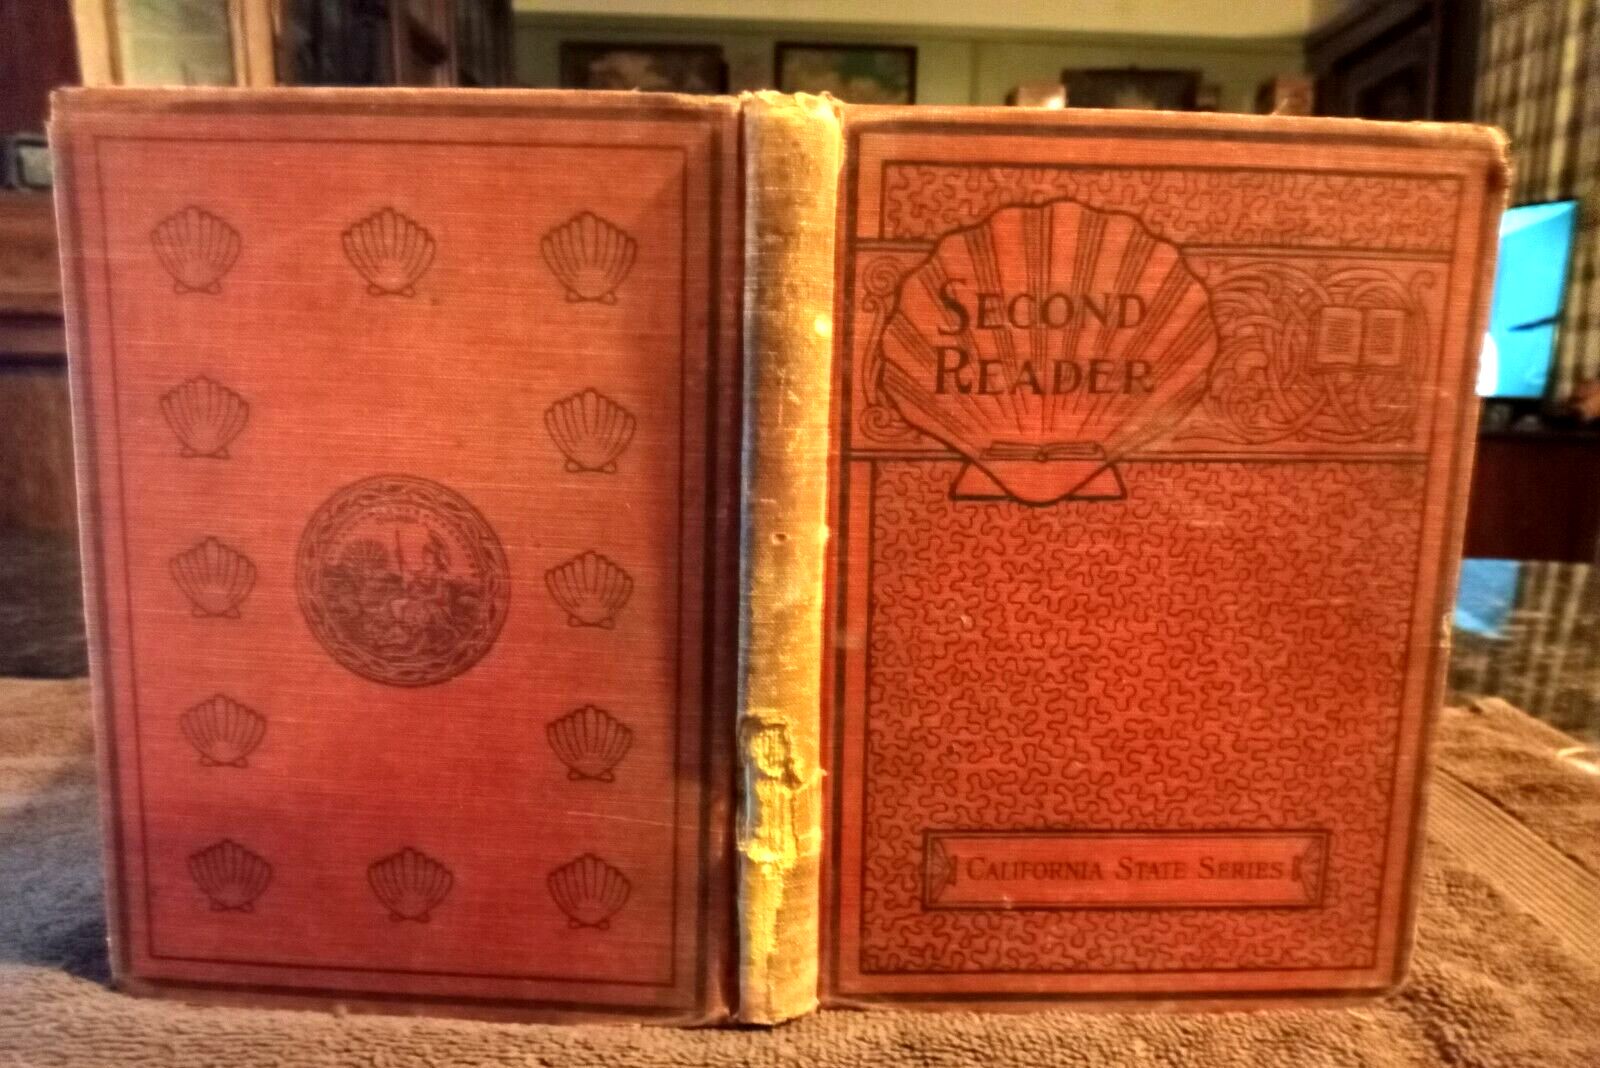 SECOND
READER
CALIFORNIA STATE SERIES